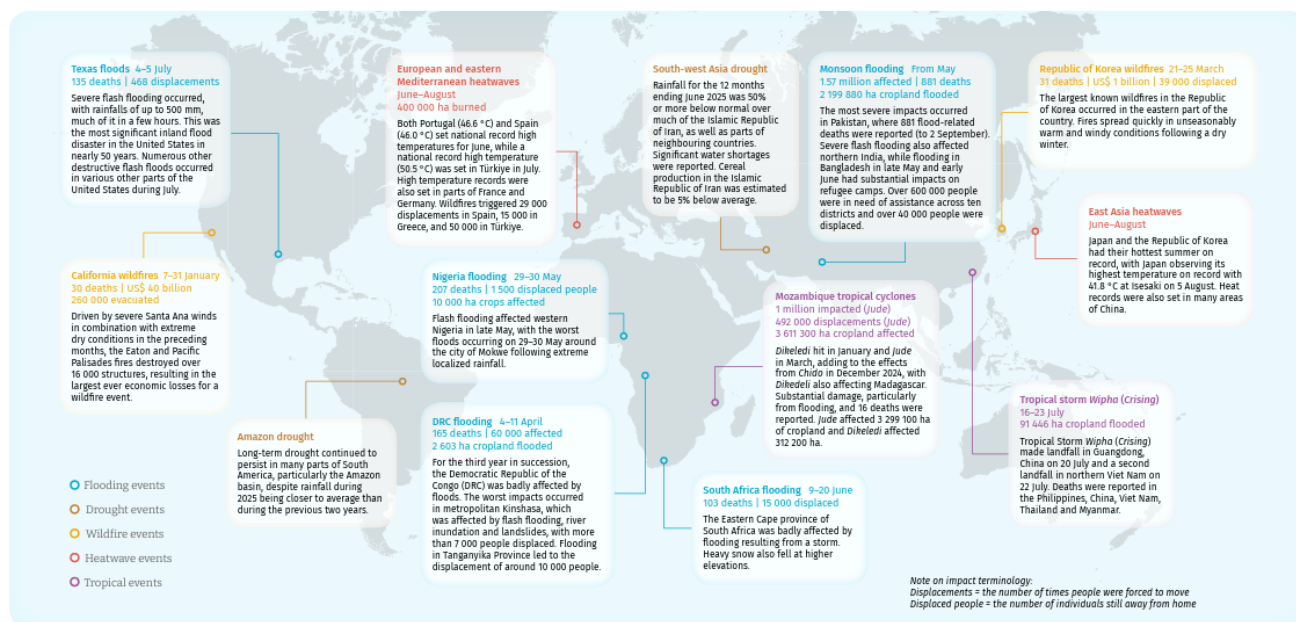 Texas floods 4–5 July
135 deaths | 468 displacements
Severe flash flooding occurred,
with rainfalls of up to 500 mm,
much of it in a few hours. This was
the most significant inland flood
disaster in the United States in
nearly 50 years. Numerous other
destructive flash floods occurred
in various other parts of the
United States during July.
European and eastern
Mediterranean heatwaves
June–August
400 000 ha burned
Both Portugal (46.6 °C) and Spain
(46.0 °C) set national record high
temperatures for June, while a
national record high temperature
(50.5 °C) was set in Türkiye in July.
High temperature records were
also set in parts of France and
Germany. Wildfires triggered 29 000
displacements in Spain, 15 000 in
Greece, and 50 000 in Türkiye.
South-west Asia drought
Rainfall for the 12 months
ending June 2025 was 50%
or more below normal over
much of the Islamic Republic
of Iran, as well as parts of
neighbouring countries.
Significant water shortages
were reported. Cereal
production in the Islamic
Republic of Iran was estimated
to be 5% below average.
Monsoon flooding From May
1.57 million affected | 881 deaths
2 199 880 ha cropland flooded
The most severe impacts occurred
in Pakistan, where 881 flood-related
deaths were reported (to 2 September).
Severe flash flooding also affected
northern India, while flooding in
Bangladesh in late May and early
June had substantial impacts on
refugee camps. Over 600 000 people
were in need of assistance across ten
districts and over 40 000 people were
displaced.
Republic of Korea wildfires 21–25 March
31 deaths | US$ 1 billion | 39 000 displaced
The largest known wildfires in the Republic
of Korea occurred in the eastern part of the
country. Fires spread quickly in unseasonably
warm and windy conditions following a dry
winter.
East Asia heatwaves
June–August
Japan and the Republic of Korea
had their hottest summer on
record, with Japan observing its
highest temperature on record with
41.8 °C at Isesaki on 5 August. Heat
records were also set in many areas
of China.
California wildfires 7–31 January
30 deaths | US$ 40 billion
260 000 evacuated
Driven by severe Santa Ana winds
in combination with extreme
dry conditions in the preceding
months, the Eaton and Pacific
Palisades fires destroyed over
16 000 structures, resulting in the
largest ever economic losses for a
wildfire event.
Nigeria flooding 29–30 May
207 deaths | 1 500 displaced people
10 000 ha crops affected
Flash flooding affected western
Nigeria in late May, with the worst
floods occurring on 29–30 May around
the city of Mokwe following extreme
localized rainfall.
Mozambique tropical cyclones
1 million impacted (Jude)
492 000 displacements (Jude)
3 611 300 ha cropland affected
Dikeledi hit in January and Jude
in March, adding to the effects
from Chido in December 2024, with
Dikedeli also affecting Madagascar.
Substantial damage, particularly
from flooding, and 16 deaths were
reported. Jude affected 3 299 100 ha
of cropland and Dikeledi affected
312 200 ha.
Tropical storm Wipha (Crising)
16–23 July
91 446 ha cropland flooded
Tropical Storm Wipha (Crising)
made landfall in Guangdong,
China on 20 July and a second
landfall in northern Viet Nam on
22 July. Deaths were reported in
the Philippines, China, Viet Nam,
Thailand and Myanmar.
Amazon drought
Long-term drought continued to
persist in many parts of South
America, particularly the Amazon
basin, despite rainfall during
2025 being closer to average than
during the previous two years.
DRC flooding 4–11 April
165 deaths | 60 000 affected
2 603 ha cropland flooded
For the third year in succession,
the Democratic Republic of the
Congo (DRC) was badly affected by
floods. The worst impacts occurred
in metropolitan Kinshasa, which
was affected by flash flooding, river
inundation and landslides, with more
than 7 000 people displaced. Flooding
in Tanganyika Province led to the
displacement of around 10 000 people.
South Africa flooding 9–20 June
103 deaths | 15 000 displaced
The Eastern Cape province of
South Africa was badly affected by
flooding resulting from a storm.
Heavy snow also fell at higher
elevations.
Flooding events
Drought events
Wildfire events
Heatwave events
Tropical events
Note on impact terminology:
Displacements = the number of times people were forced to move
Displaced people = the number of individuals still away from home